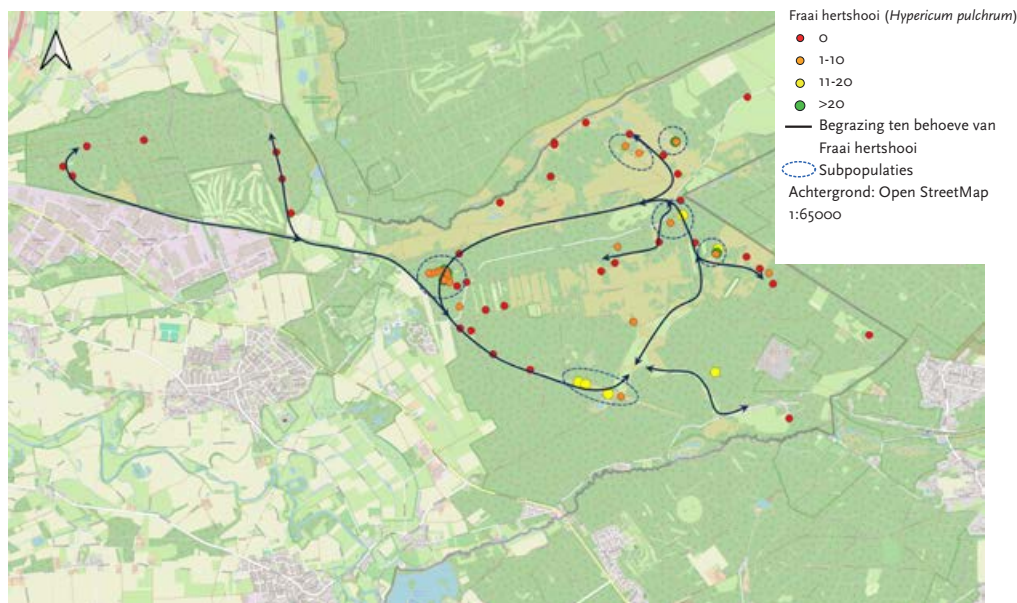 Fraai hertshooi (Hypericum pulchrum)
0
1-10
11-20
>20
Begrazing ten behoeve van
Fraai hertshooi
Subpopulaties
Achtergrond: Open StreetMap
1:65000